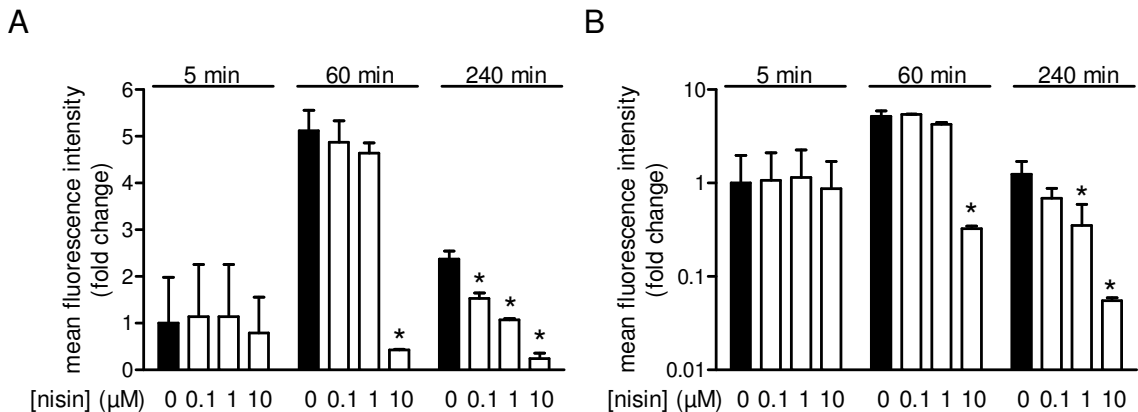 A
5 min 60 min 240 min
mean fluorescence intensity
(fold change)
6
5
4
3
2
1
0
* * * *
[nisin] (μM) 0 0.1 1 10 0 0.1 1 10 0 0.1 1 10
B
5 min 60 min 240 min
mean fluorescence intensity
(fold change)
10
1
0.1
0.01
* * *
[nisin] (μM) 0 0.1 1 10 0 0.1 1 10 0 0.1 1 10